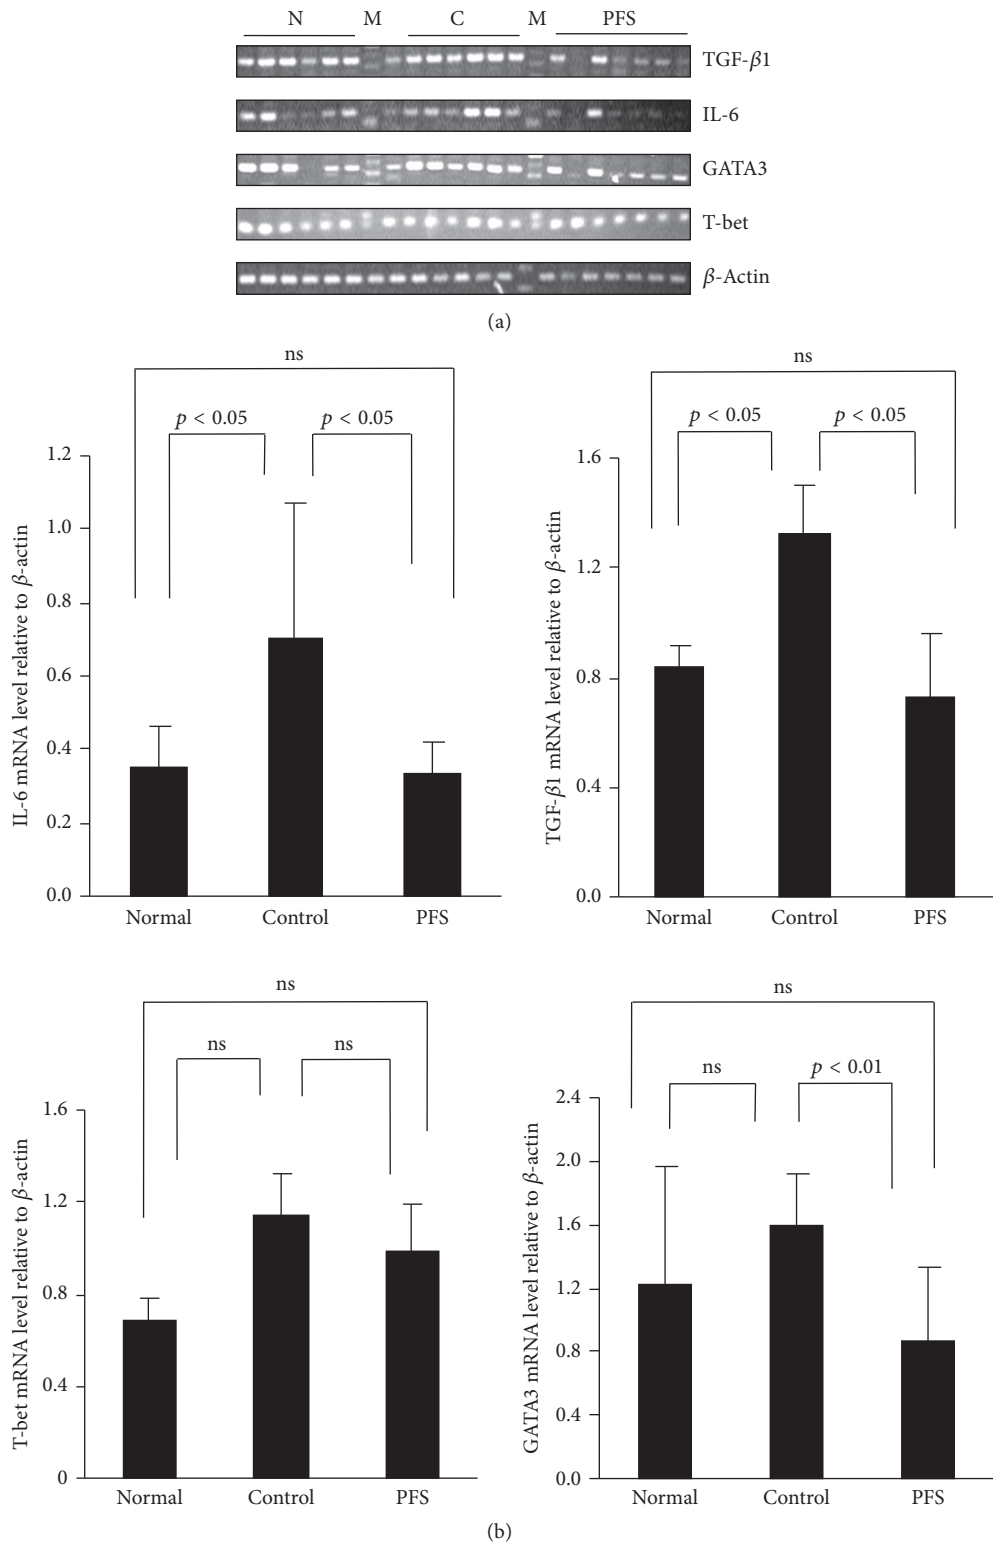 N M C M PFS
TGF-β1
IL-6
GATA3
T-bet
β-Actin
(a)
ns
p < 0.05 p < 0.05
IL-6 mRNA level relative to β-actin
1.2
1.0
0.8
0.6
0.4
0.2
0.0
Normal Control PFS
ns
p < 0.05 p < 0.05
TGF-β1 mRNA level relative to β-actin
1.6
1.2
0.8
0.4
0.0
Normal Control PFS
ns
ns ns
T-bet mRNA level relative to β-actin
1.6
1.2
0.8
0.4
0
Normal Control PFS
ns
ns p < 0.01
GATA3 mRNA level relative to β-actin
2.4
2.0
1.6
1.2
0.8
0.4
0.0
Normal Control PFS
(b)